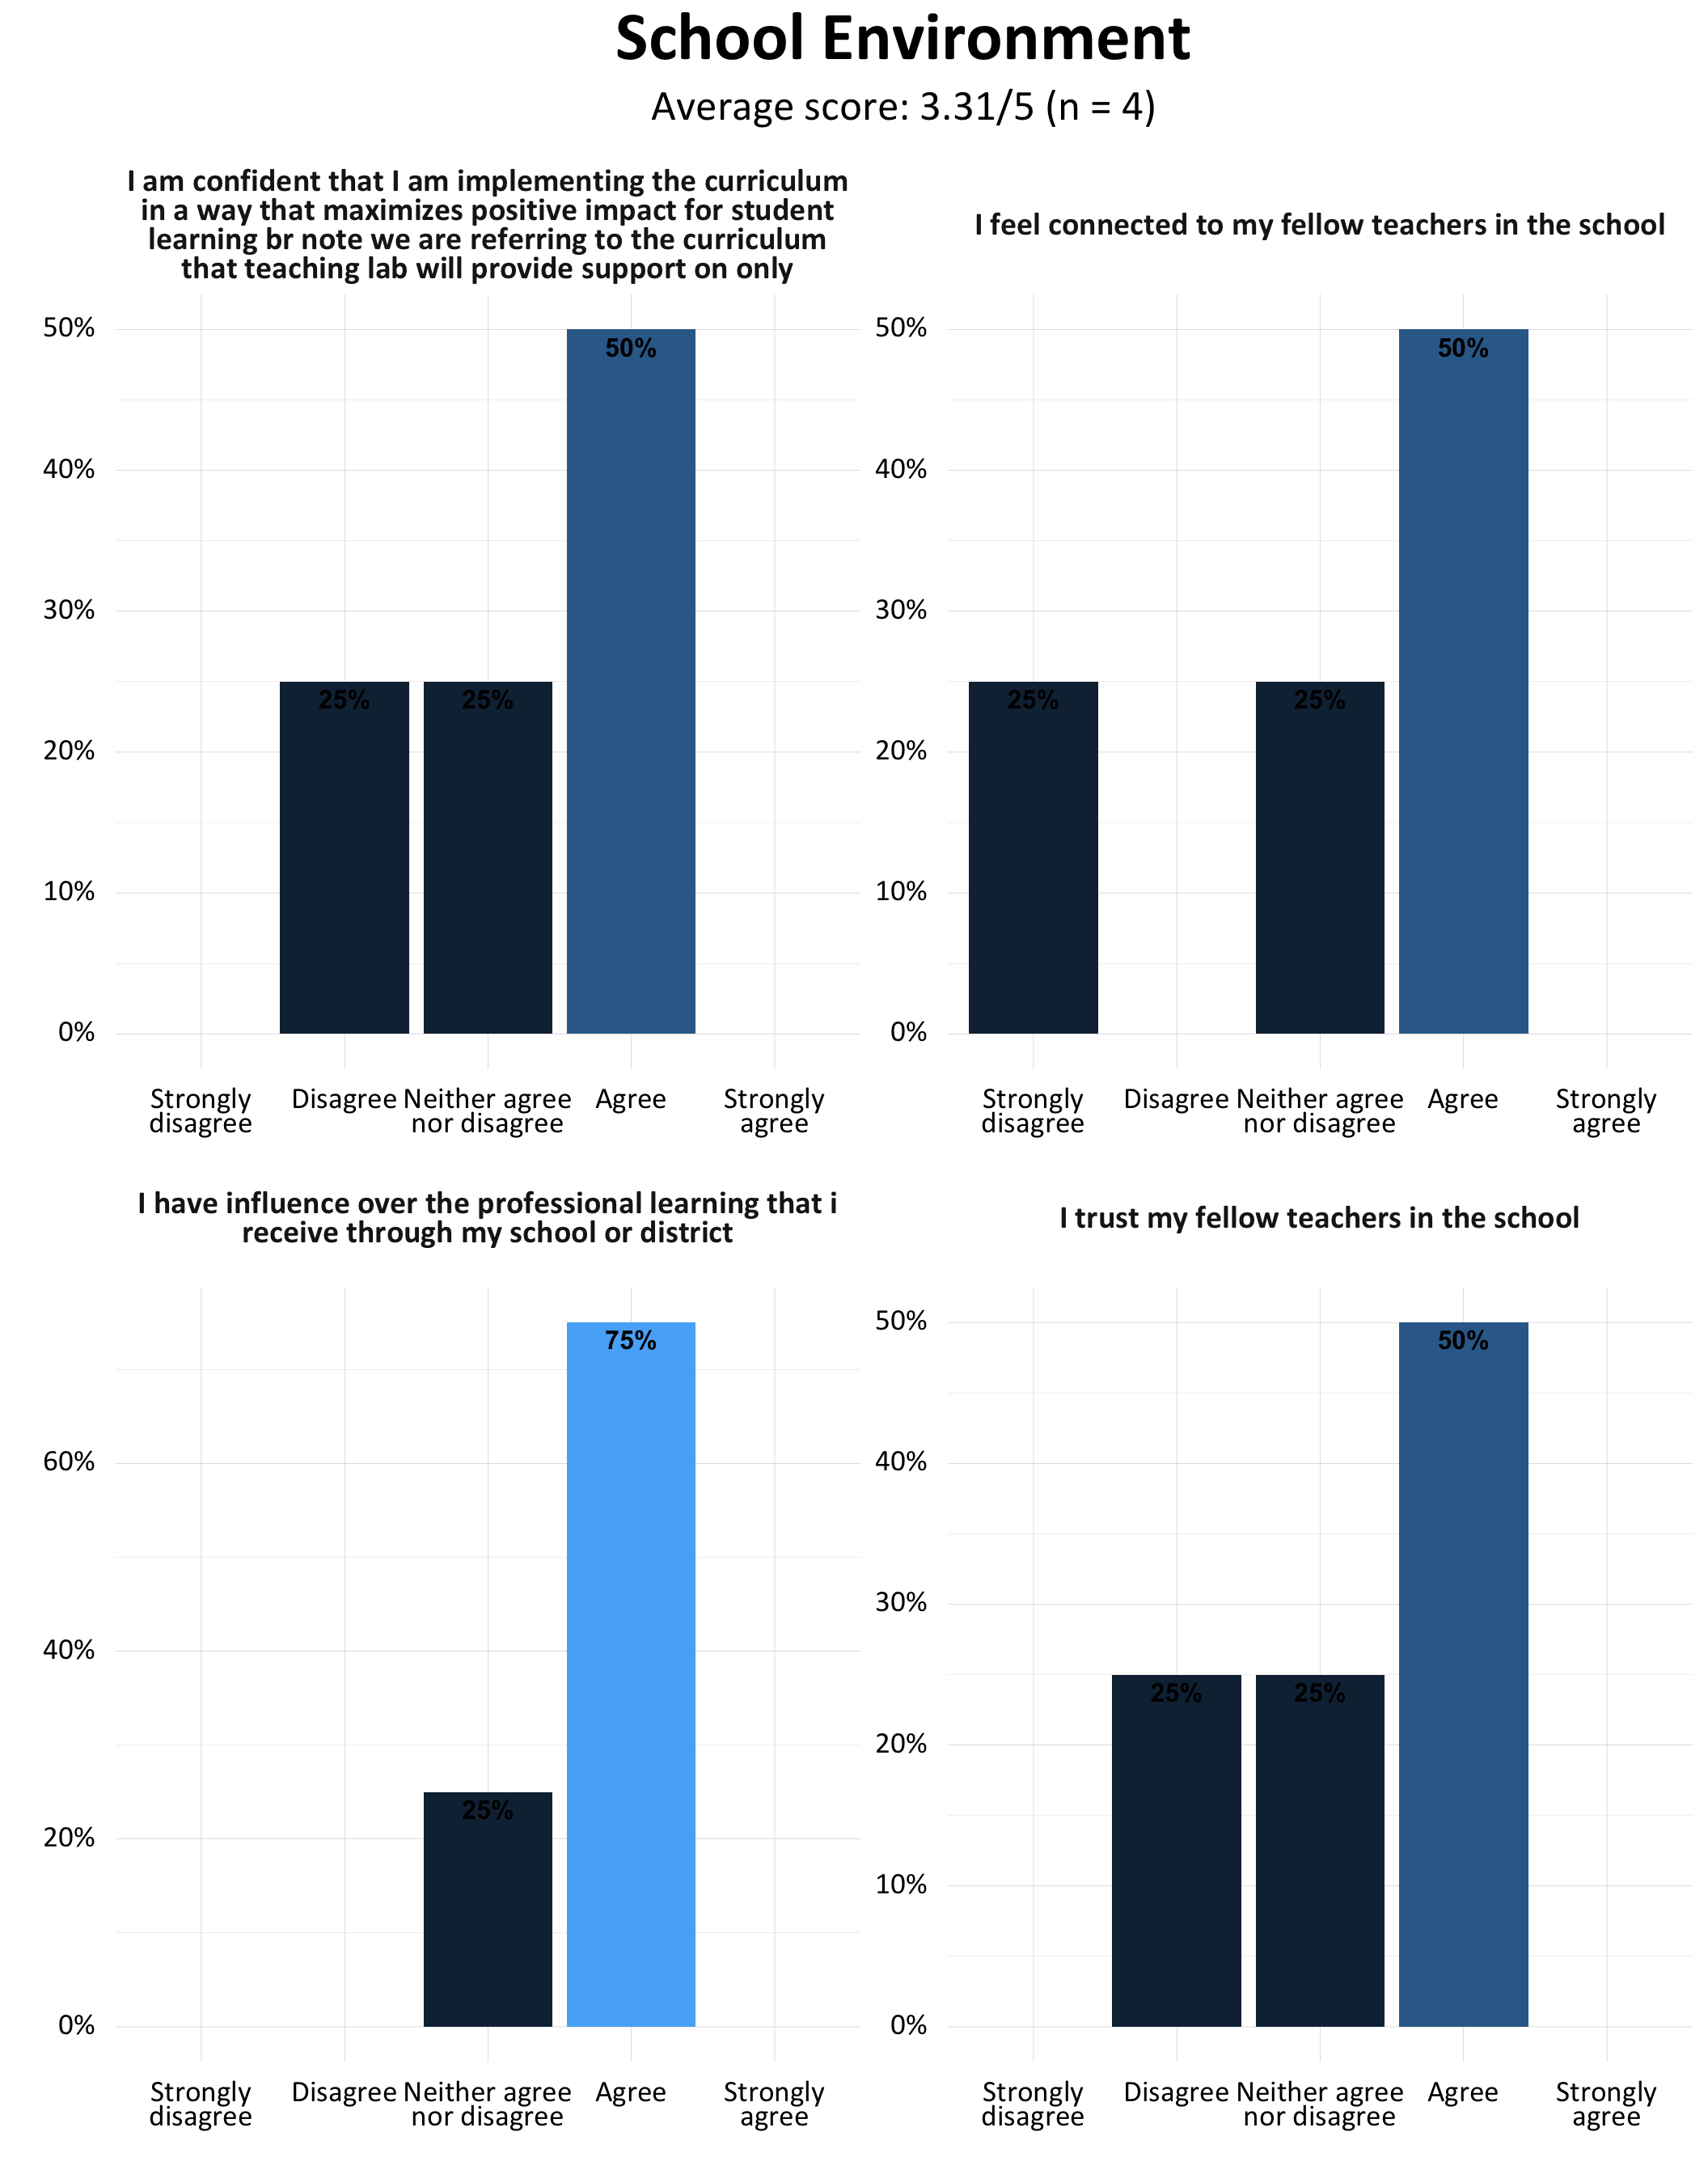 School Environment
Average score: 3.31/5 (n = 4)
I am confident that I am implementing the curriculum
in a way that maximizes positive impact for student
learning br note we are referring to the curriculum
that teaching lab will provide support on only
50%
40%
30%
20%
10%
0%
25%
25%
50%
Strongly
disagree
Disagree
Neither agree
nor disagree
Agree
Strongly
agree
I feel connected to my fellow teachers in the school
50%
40%
30%
20%
10%
0%
25%
25%
50%
Strongly
disagree
Disagree
Neither agree
nor disagree
Agree
Strongly
agree
I have influence over the professional learning that i
receive through my school or district
60%
40%
20%
0%
25%
75%
Strongly
disagree
Disagree
Neither agree
nor disagree
Agree
Strongly
agree
I trust my fellow teachers in the school
50%
40%
30%
20%
10%
0%
25%
25%
50%
Strongly
disagree
Disagree
Neither agree
nor disagree
Agree
Strongly
agree